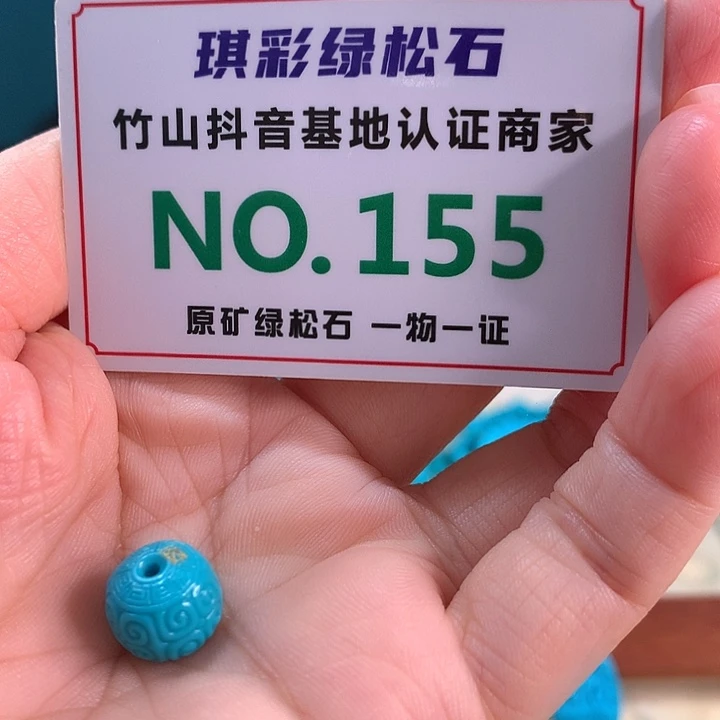 琪彩绿松石
竹山抖音基地认证商家
NO.155
原矿绿松石 一物一证